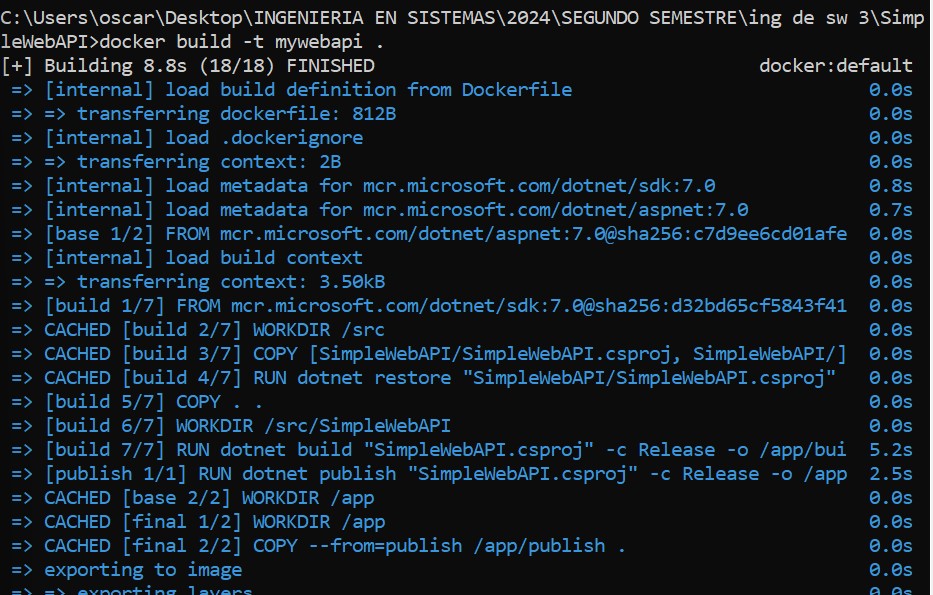 C:\Users\oscar\Desktop\INGENIERIA EN SISTEMAS\2024\SEGUNDO SEMESTRE\ing de sw 3\Simp
leWebAPI>docker build -t mywebapi .
[+] Building 8.8s (18/18) FINISHED docker:default
=> [internal] load build definition from Dockerfile 0.0s
=> => transferring dockerfile: 812B 0.0s
=> [internal] load .dockerignore 0.0s
=> => transferring context: 2B 0.0s
=> [internal] load metadata for mcr.microsoft.com/dotnet/sdk:7.0 0.8s
=> [internal] load metadata for mcr.microsoft.com/dotnet/aspnet:7.0 0.7s
=> [base 1/2] FROM mcr.microsoft.com/dotnet/aspnet:7.0@sha256:c7d9ee6cd01afe 0.0s
=> [internal] load build context 0.0s
=> => transferring context: 3.50kB 0.0s
=> [build 1/7] FROM mcr.microsoft.com/dotnet/sdk:7.0@sha256:d32bd65cf5843f41 0.0s
=> CACHED [build 2/7] WORKDIR /src 0.0s
=> CACHED [build 3/7] COPY [SimpleWebAPI/SimpleWebAPI.csproj, SimpleWebAPI/] 0.0s
=> CACHED [build 4/7] RUN dotnet restore "SimpleWebAPI/SimpleWebAPI.csproj" 0.0s
=> [build 5/7] COPY . . 0.0s
=> [build 6/7] WORKDIR /src/SimpleWebAPI 0.0s
=> [build 7/7] RUN dotnet build "SimpleWebAPI.csproj" -c Release -o /app/bui 5.2s
=> [publish 1/1] RUN dotnet publish "SimpleWebAPI.csproj" -c Release -o /app 2.5s
=> CACHED [base 2/2] WORKDIR /app 0.0s
=> CACHED [final 1/2] WORKDIR /app 0.0s
=> CACHED [final 2/2] COPY --from=publish /app/publish . 0.0s
=> exporting to image 0.0s
=> => exporting layers 0.0s